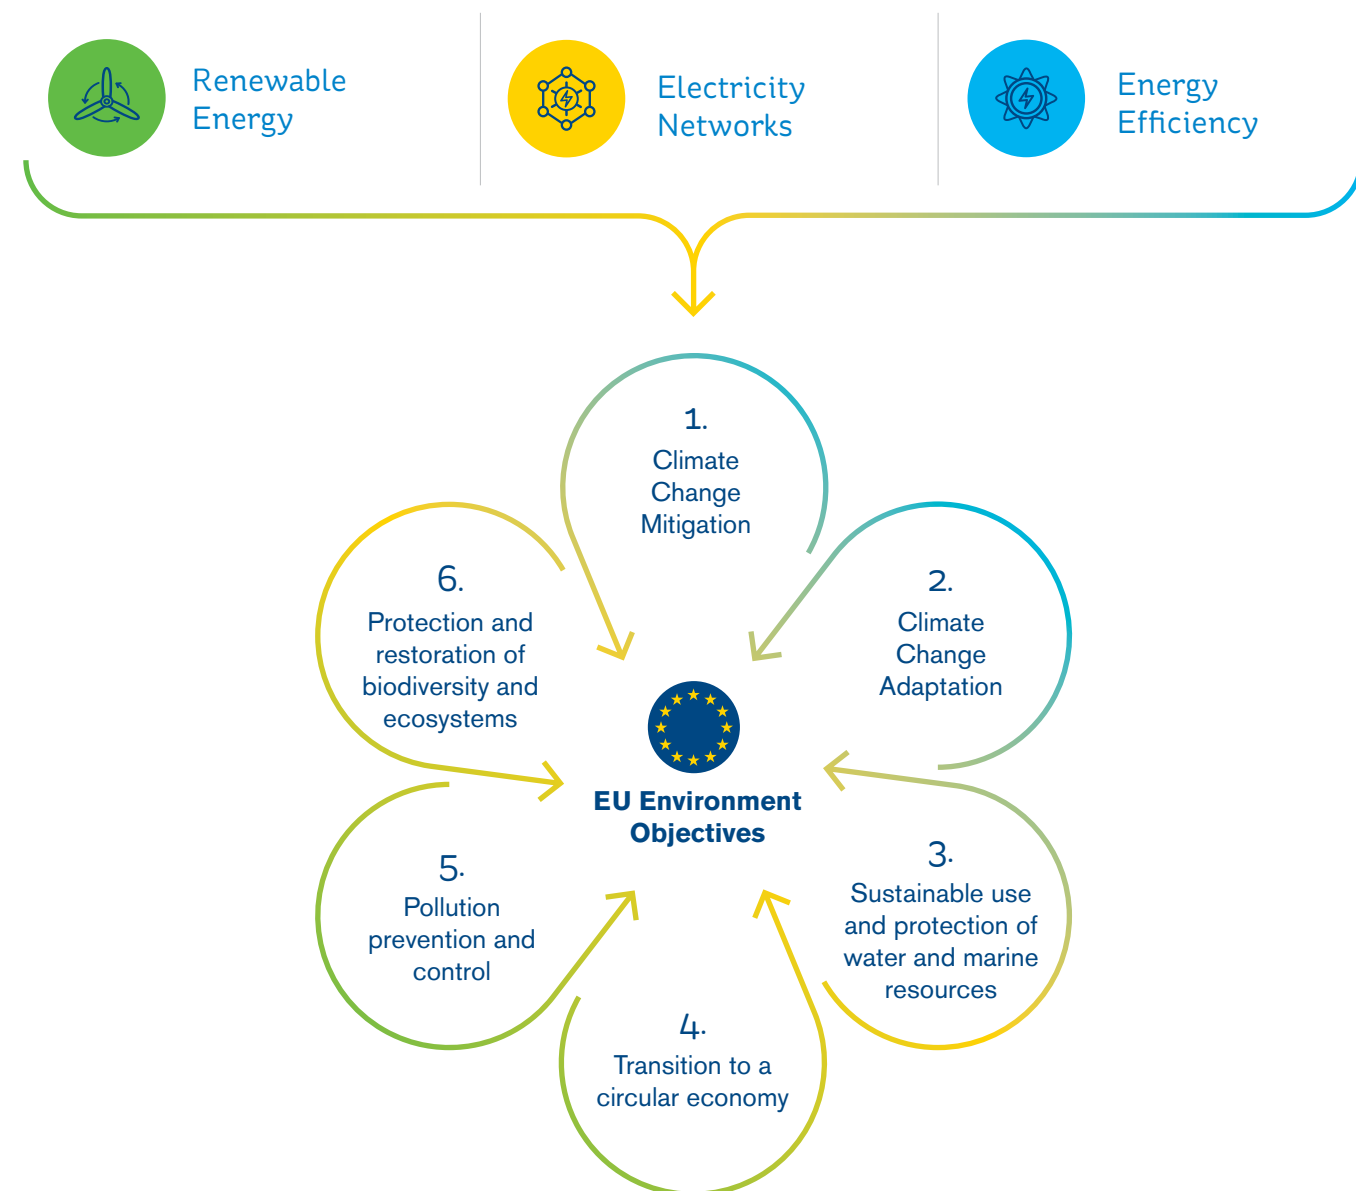 Renewable
Energy
Electricity
Networks
Energy
Efficiency
1.
Climate
Change
Mitigation
2.
Climate
Change
Adaptation
3.
Sustainable use
and protection of
water and marine
resources
4.
Transition to a
circular economy
5.
Pollution
prevention and
control
6.
Protection and
restoration of
biodiversity and
ecosystems
EU Environment
Objectives